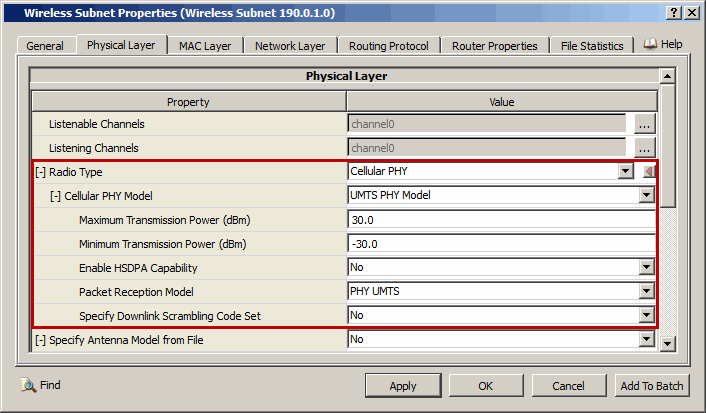 Wireless Subnet Properties (Wireless Subnet 190.0.1.0) ? X
General Physical Layer MAC Layer Network Layer Routing Protocol Router Properties File Statistics Help
Physical Layer
Property Value
Listenable Channels channel0 ...
Listening Channels channel0 ...
[-] Radio Type Cellular PHY
[-] Cellular PHY Model UMTS PHY Model
Maximum Transmission Power (dBm) 30.0
Minimum Transmission Power (dBm) -30.0
Enable HSDPA Capability No
Packet Reception Model PHY UMTS
Specify Downlink Scrambling Code Set No
[-] Specify Antenna Model from File No
Find Apply OK Cancel Add To Batch